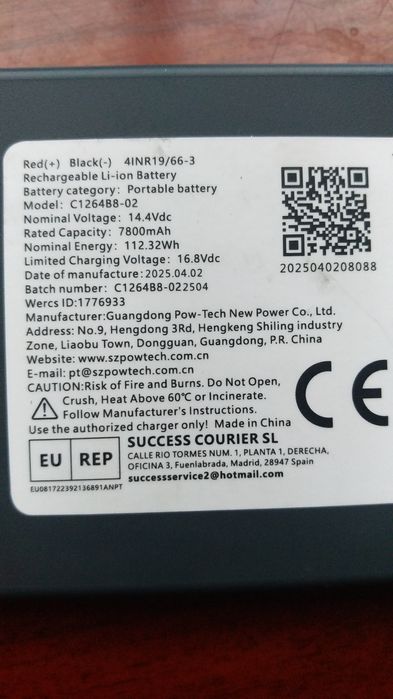 Red(+) Black(-) 4INR19/66-3
Rechargeable Li-ion Battery
Battery category: Portable battery
Model: C1264B8-02
Nominal Voltage: 14.4Vdc
Rated Capacity: 7800mAh
Nominal Energy: 112.32Wh
Limited Charging Voltage: 16.8Vdc
Date of manufacture: 2025.04.02
Batch number: C1264B8-022504
Wercs ID:1776933
2025040208088
Manufacturer:Guangdong Pow-Tech New Power Co., Ltd.
Address: No.9, Hengdong 3Rd, Hengkeng Shiling industry
Zone, Liaobu Town, Dongguan, Guangdong, P.R. China
Website: www.szpowtech.com.cn
E-mail: pt@szpowtech.com.cn
CAUTION:Risk of Fire and Burns. Do Not Open,
Crush, Heat Above 60℃ or Incinerate.
Follow Manufacturer's Instructions.
Use the authorized charger only! Made in China
CE
EU REP
SUCCESS COURIER SL
CALLE RIO TORMES NUM. 1, PLANTA 1, DERECHA,
OFICINA 3, Fuenlabrada, Madrid, 28947 Spain
successservice2@hotmail.com
EU081722392136891ANPT